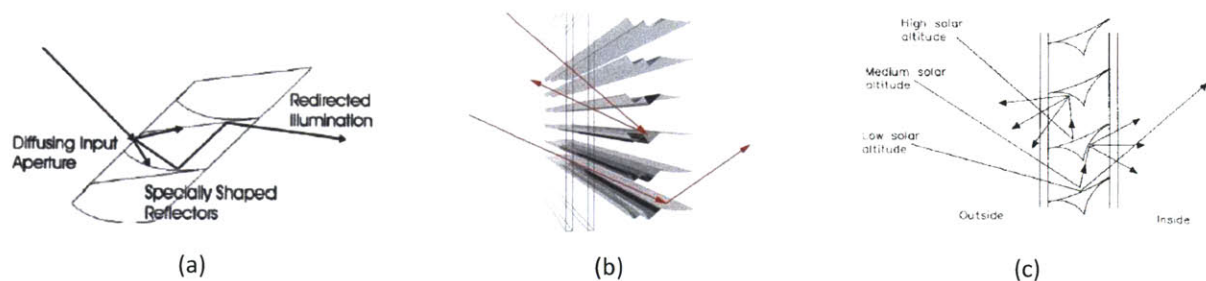 Diffusing Input
Aperture
Redirected
Illumination
Specially Shaped
Reflectors
(a)
(b)
High solar
altitude
Medium solar
altitude
Low solar
altitude
Outside
Inside
(c)